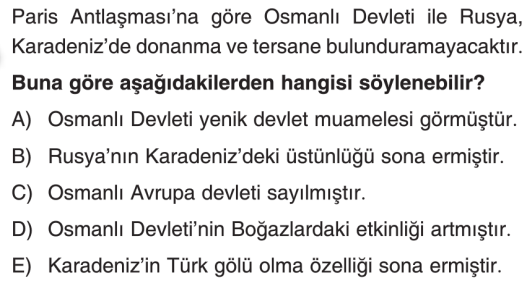 Paris Antlaşması’na göre Osmanlı Devleti ile Rusya,
Karadeniz’de donanma ve tersane bulunduramayacaktır.
Buna göre aşağıdakilerden hangisi söylenebilir?
A) Osmanlı Devleti yenik devlet muamelesi görmüştür.
B) Rusya’nın Karadeniz’deki üstünlüğü sona ermiştir.
C) Osmanlı Avrupa devleti sayılmıştır.
D) Osmanlı Devleti’nin Boğazlardaki etkinliği artmıştır.
E) Karadeniz’in Türk gölü olma özelliği sona ermiştir.